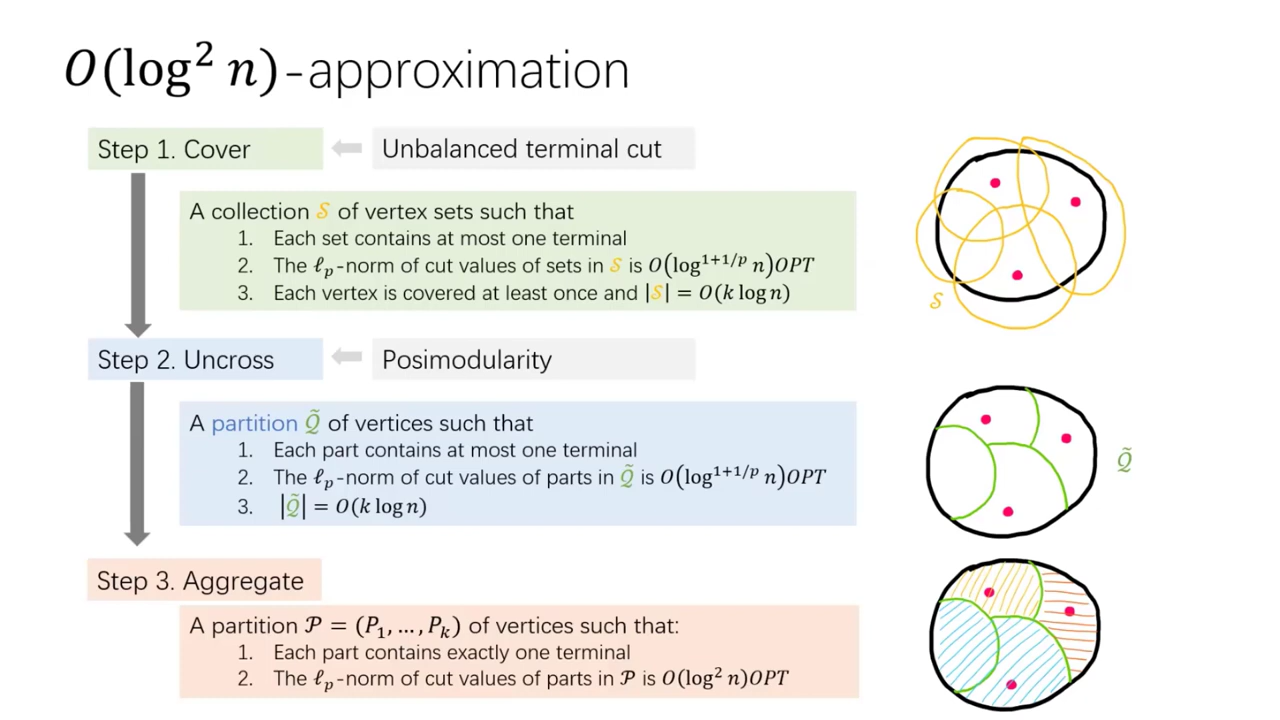 O(log² n)-approximation
Step 1. Cover
Unbalanced terminal cut
A collection 𝒮 of vertex sets such that
1. Each set contains at most one terminal
2. The ℓₚ-norm of cut values of sets in 𝒮 is O(log^{1+1/p} n)OPT
3. Each vertex is covered at least once and |𝒮| = O(k log n)
𝒮
Step 2. Uncross
Posimodularity
A partition 𝒬̃ of vertices such that
1. Each part contains at most one terminal
2. The ℓₚ-norm of cut values of parts in 𝒬̃ is O(log^{1+1/p} n)OPT
3. |𝒬̃| = O(k log n)
𝒬̃
Step 3. Aggregate
A partition 𝒫 = (P₁, …, Pₖ) of vertices such that:
1. Each part contains exactly one terminal
2. The ℓₚ-norm of cut values of parts in 𝒫 is O(log² n)OPT